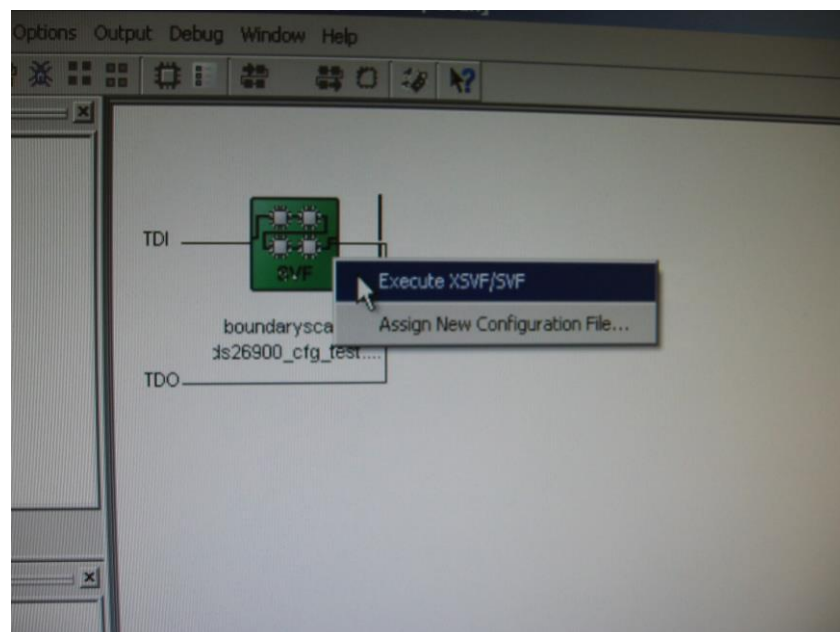 Options Output Debug Window Help
TDI
SVF
Execute XSVF/SVF
Assign New Configuration File...
boundarysca
ds26900_cfg_test....
TDO